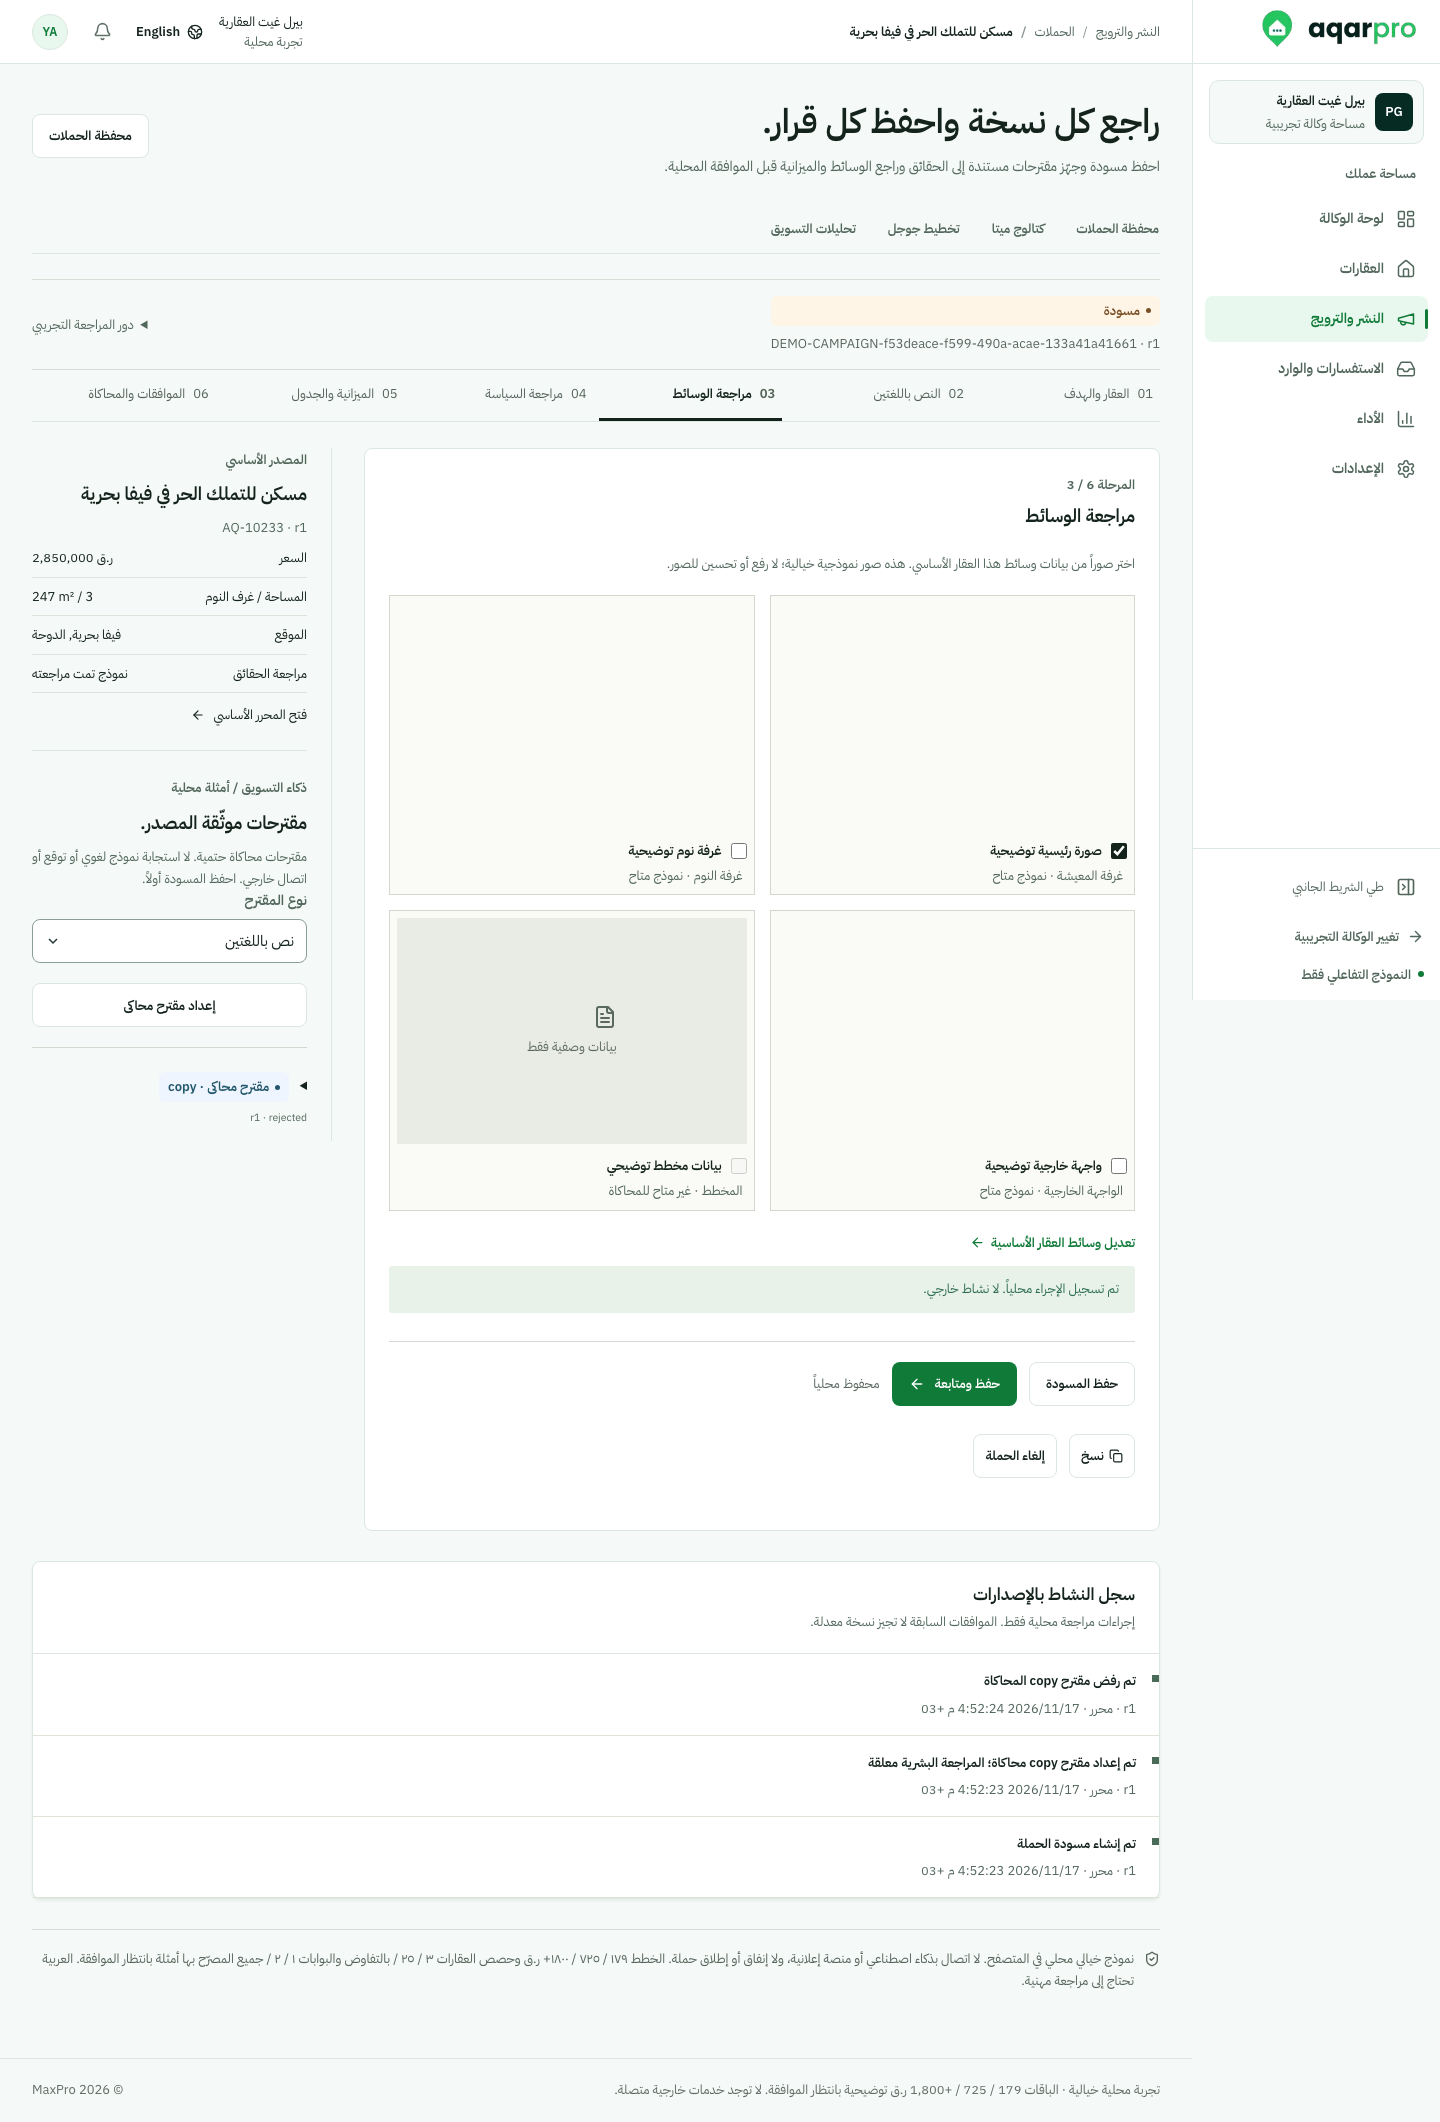 aqarpro
PG
بيرل غيت العقارية
مساحة وكالة تجريبية
مساحة عملك
لوحة الوكالة
العقارات
النشر والترويج
الاستفسارات والوارد
الأداء
الإعدادات
طي الشريط الجانبي
تغيير الوكالة التجريبية
النموذج التفاعلي فقط
النشر والترويج / الحملات / مسكن للتملك الحر في فيفا بحرية
بيرل غيت العقارية
تجربة محلية
English
YA
راجع كل نسخة واحفظ كل قرار.
احفظ مسودة وجهّز مقترحات مستندة إلى الحقائق وراجع الوسائط والميزانية قبل الموافقة المحلية.
محفظة الحملات
محفظة الحملات
كتالوج ميتا
تخطيط جوجل
تحليلات التسويق
مسودة
DEMO-CAMPAIGN-f53deace-f599-490a-acae-133a41a41661 · r1
دور المراجعة التجريبي
01 العقار والهدف
02 النص باللغتين
03 مراجعة الوسائط
04 مراجعة السياسة
05 الميزانية والجدول
06 الموافقات والمحاكاة
المرحلة 6 / 3
مراجعة الوسائط
اختر صوراً من بيانات وسائط هذا العقار الأساسي. هذه صور نموذجية خيالية؛ لا رفع أو تحسين للصور.
صورة رئيسية توضيحية
غرفة المعيشة · نموذج متاح
غرفة نوم توضيحية
غرفة النوم · نموذج متاح
واجهة خارجية توضيحية
الواجهة الخارجية · نموذج متاح
بيانات وصفية فقط
بيانات مخطط توضيحي
المخطط · غير متاح للمحاكاة
تعديل وسائط العقار الأساسية
تم تسجيل الإجراء محلياً. لا نشاط خارجي.
حفظ المسودة
حفظ ومتابعة
محفوظ محلياً
نسخ
إلغاء الحملة
المصدر الأساسي
مسكن للتملك الحر في فيفا بحرية
AQ-10233 · r1
السعر
ر.ق 2,850,000
المساحة / غرف النوم
247 m² / 3
الموقع
فيفا بحرية, الدوحة
مراجعة الحقائق
نموذج تمت مراجعته
فتح المحرر الأساسي
ذكاء التسويق / أمثلة محلية
مقترحات موثّقة المصدر.
مقترحات محاكاة حتمية. لا استجابة نموذج لغوي أو توقع أو
اتصال خارجي. احفظ المسودة أولاً.
نوع المقترح
نص باللغتين
إعداد مقترح محاكى
مقترح محاكى · copy
r1 · rejected
سجل النشاط بالإصدارات
إجراءات مراجعة محلية فقط. الموافقات السابقة لا تجيز نسخة معدلة.
تم رفض مقترح copy المحاكاة
r1 · محرر · 2026/11/17 4:52:24 م +03
تم إعداد مقترح copy محاكاة؛ المراجعة البشرية معلقة
r1 · محرر · 2026/11/17 4:52:23 م +03
تم إنشاء مسودة الحملة
r1 · محرر · 2026/11/17 4:52:23 م +03
نموذج خيالي محلي في المتصفح. لا اتصال بذكاء اصطناعي أو منصة إعلانية، ولا إنفاق أو إطلاق حملة. الخطط ١٧٩ / ٧٢٥ / ١٨٠٠+ ر.ق وحصص العقارات ٣ / ٢٥ / بالتفاوض والبوابات ١ / ٢ / جميع المصرّح بها أمثلة بانتظار الموافقة. العربية
تحتاج إلى مراجعة مهنية.
تجربة محلية خيالية · الباقات 179 / 725 / +1,800 ر.ق توضيحية بانتظار الموافقة. لا توجد خدمات خارجية متصلة.
© 2026 MaxPro